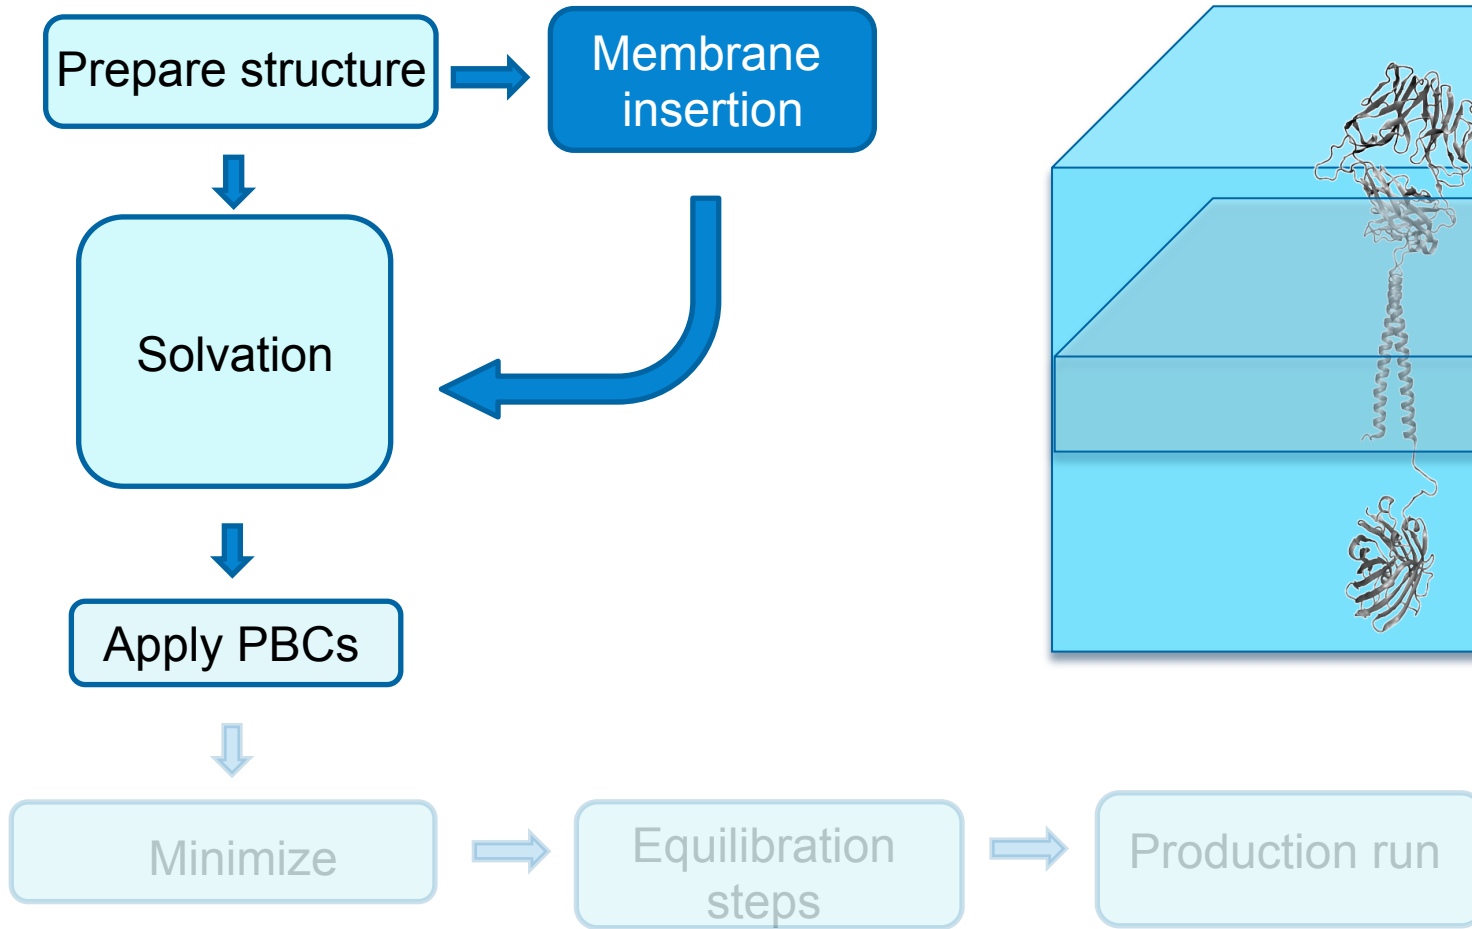 Prepare structure
Membrane
insertion
Solvation
Apply PBCs
Minimize
Equilibration
steps
Production run